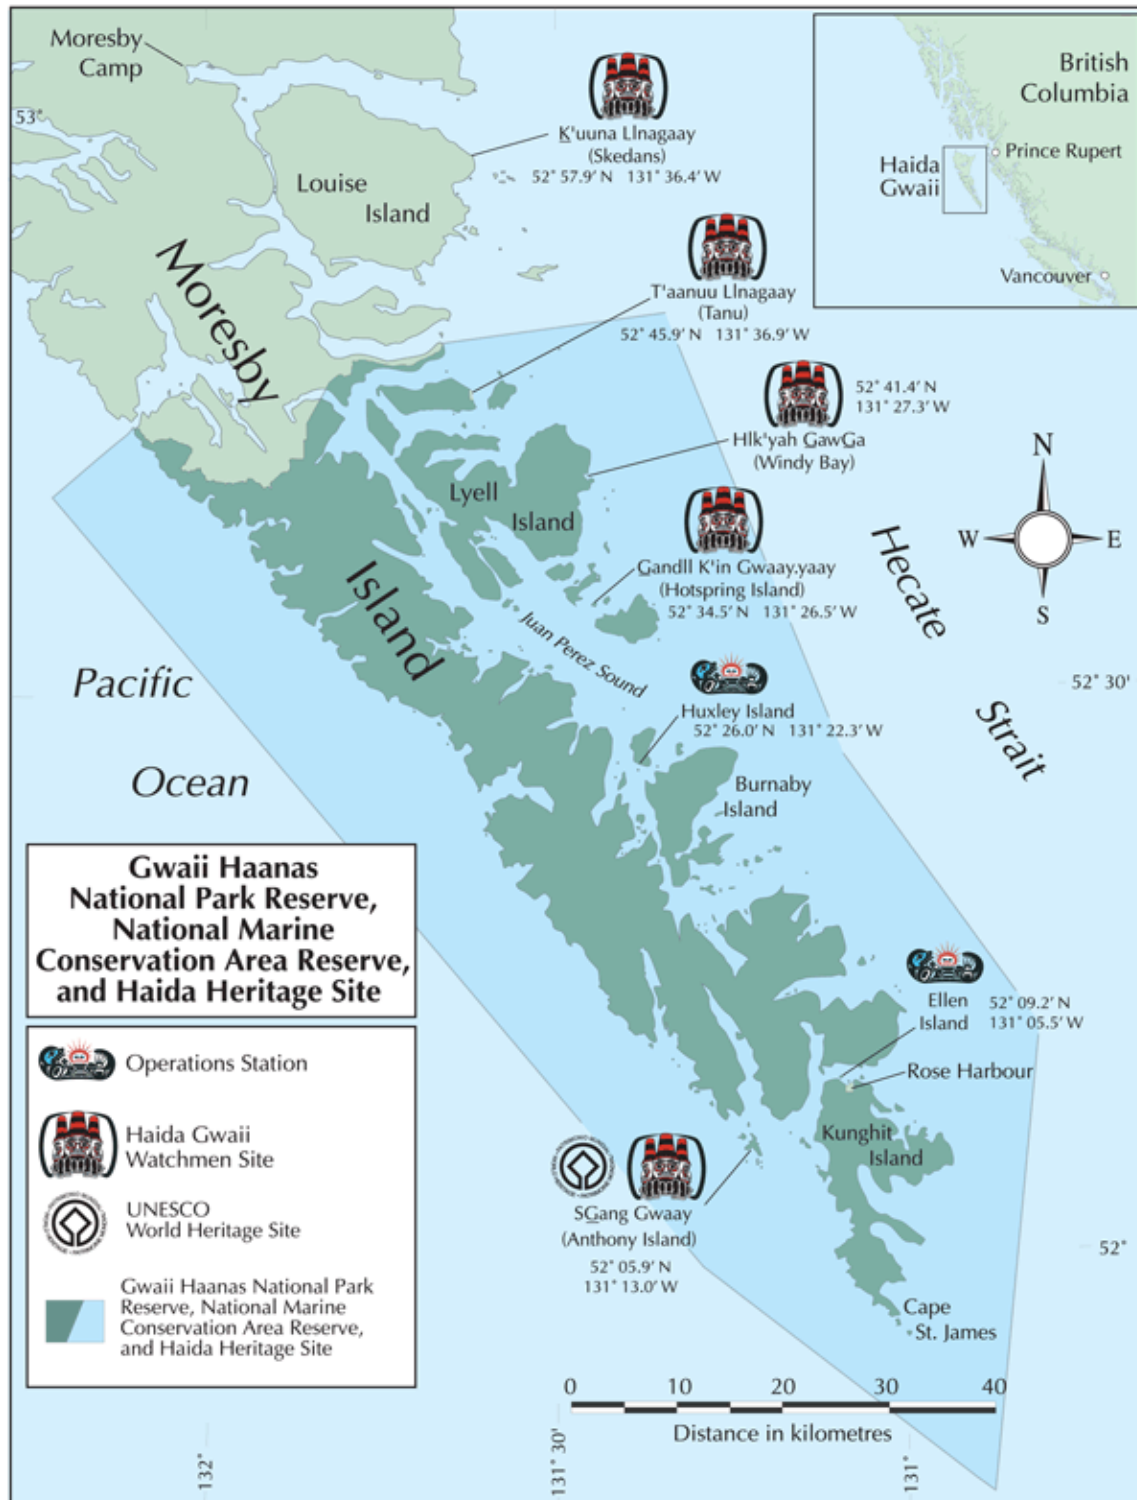 Moresby
Camp
53°
K'uuna Llnagaay
(Skedans)
52° 57.9' N   131° 36.4' W
Louise
Island
British
Columbia
Prince Rupert
Haida
Gwaii
Vancouver
T'aanuu Llnagaay
(Tanu)
52° 45.9' N   131° 36.9' W
Moresby
Island
52° 41.4' N
131° 27.3' W
Hlk'yah GawGa
(Windy Bay)
Lyell
Island
Gandll K'in Gwaay.yaay
(Hotspring Island)
52° 34.5' N   131° 26.5' W
N
W
E
S
Hecate
Strait
Juan Perez Sound
Pacific
Ocean
52° 30'
Huxley Island
52° 26.0' N   131° 22.3' W
Burnaby
Island
Gwaii Haanas
National Park Reserve,
National Marine
Conservation Area Reserve,
and Haida Heritage Site
Ellen
Island
52° 09.2' N
131° 05.5' W
Rose Harbour
Kunghit
Island
Operations Station
Haida Gwaii
Watchmen Site
UNESCO
World Heritage Site
Gwaii Haanas National Park
Reserve, National Marine
Conservation Area Reserve,
and Haida Heritage Site
SGang Gwaay
(Anthony Island)
52° 05.9' N
131° 13.0' W
52°
Cape
St. James
0 10 20 30 40
Distance in kilometres
132°
131° 30'
131°